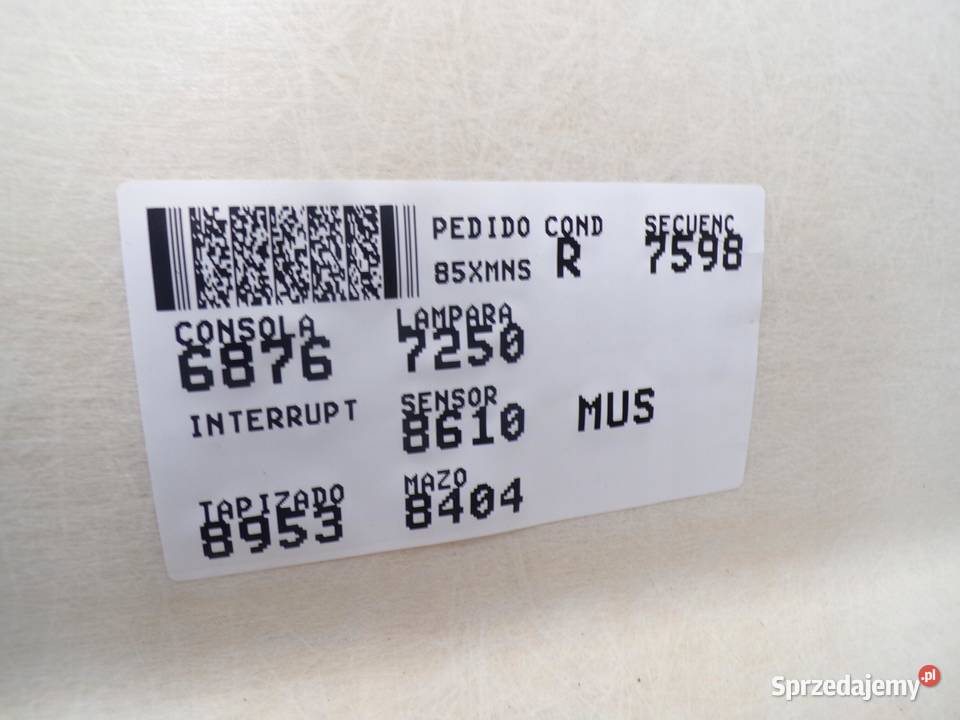 PEDIDO COND SECUENC
85XMNS R 7598
CONSOLA LAMPARA
6876 7250
INTERRUPT SENSOR MUS
8610
TAPIZADO MAZO
8953 8404
Sprzedajemy.pl